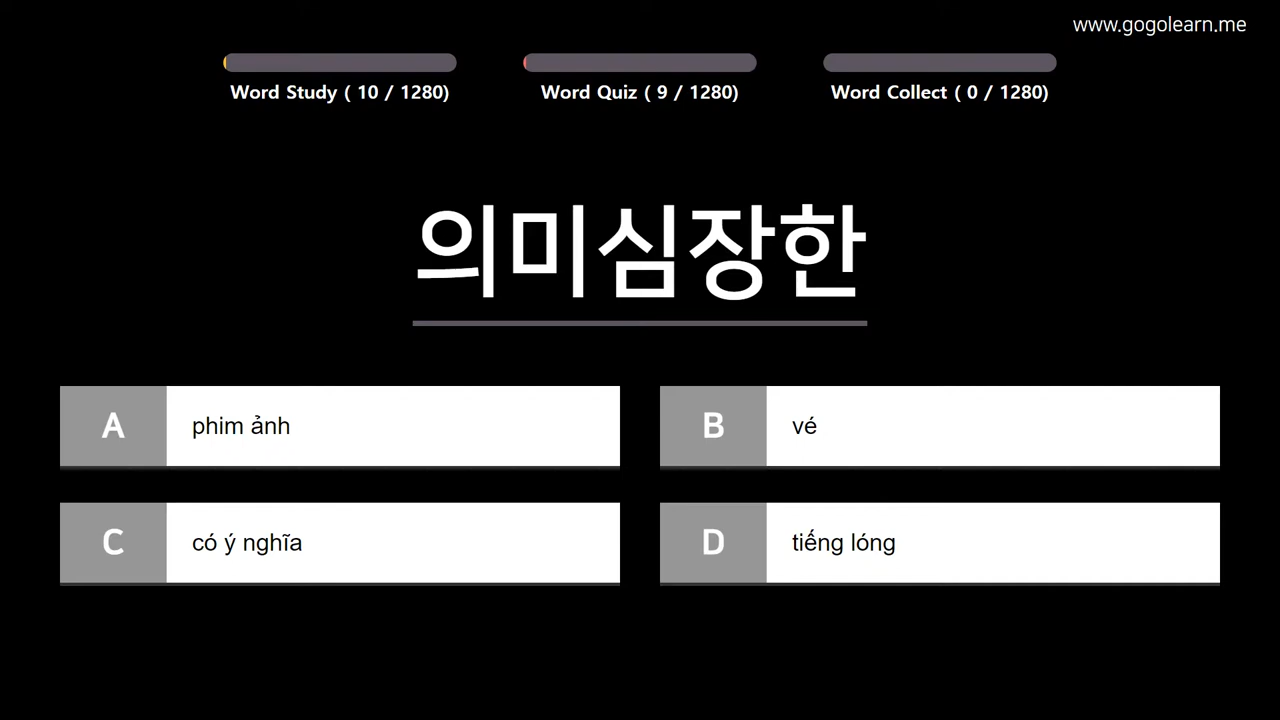 www.gogolearn.me
Word Study ( 10 / 1280)
Word Quiz ( 9 / 1280)
Word Collect ( 0 / 1280)
의미심장한
A phim ảnh
B vé
C có ý nghĩa
D tiếng lóng